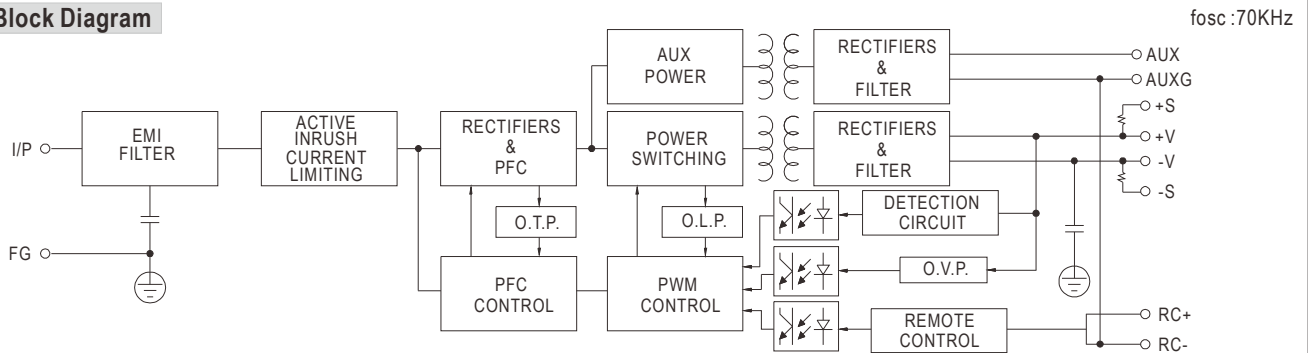 Block Diagram
fosc :70KHz
AUX
POWER
RECTIFIERS
&
FILTER
AUX
AUXG
I/P
EMI
FILTER
ACTIVE
INRUSH
CURRENT
LIMITING
RECTIFIERS
&
PFC
POWER
SWITCHING
RECTIFIERS
&
FILTER
+S
+V
-V
-S
O.T.P.
O.L.P.
DETECTION
CIRCUIT
FG
PFC
CONTROL
PWM
CONTROL
O.V.P.
REMOTE
CONTROL
RC+
RC-